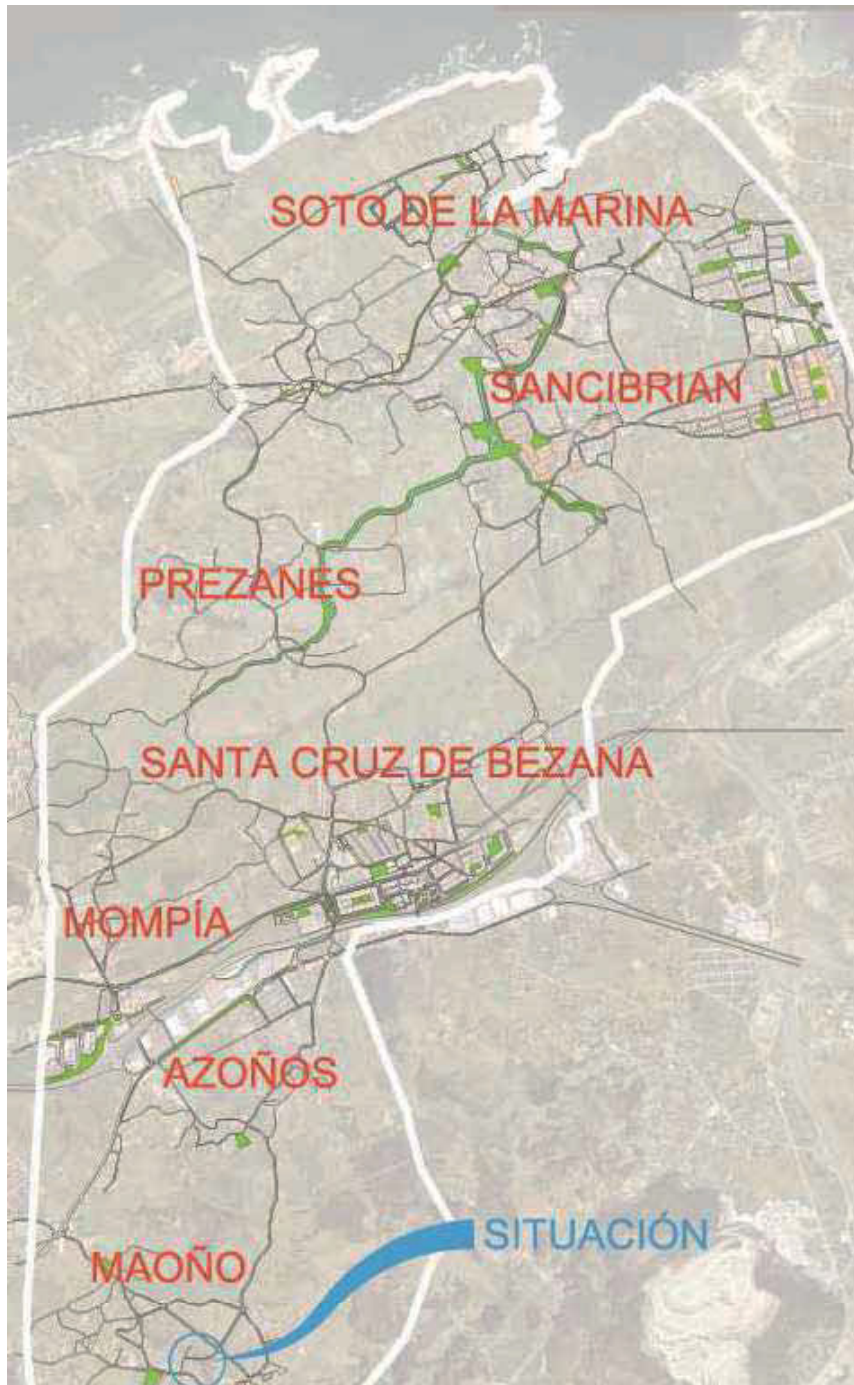 SOTO DE LA MARINA
SANCIBRIAN
PREZANES
SANTA CRUZ DE BEZANA
MOMPÍA
AZOÑOS
SITUACIÓN
MAOÑO